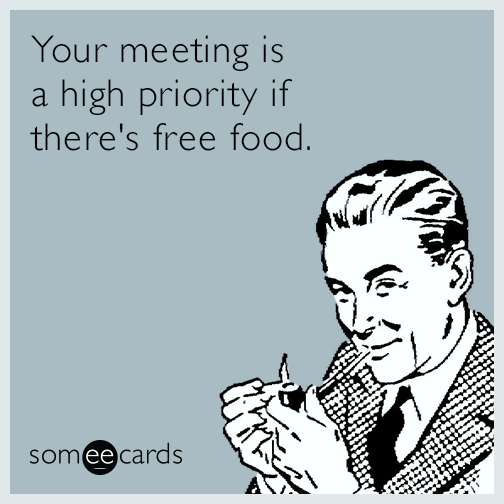 Your meeting is
a high priority if
there's free food.
someecards